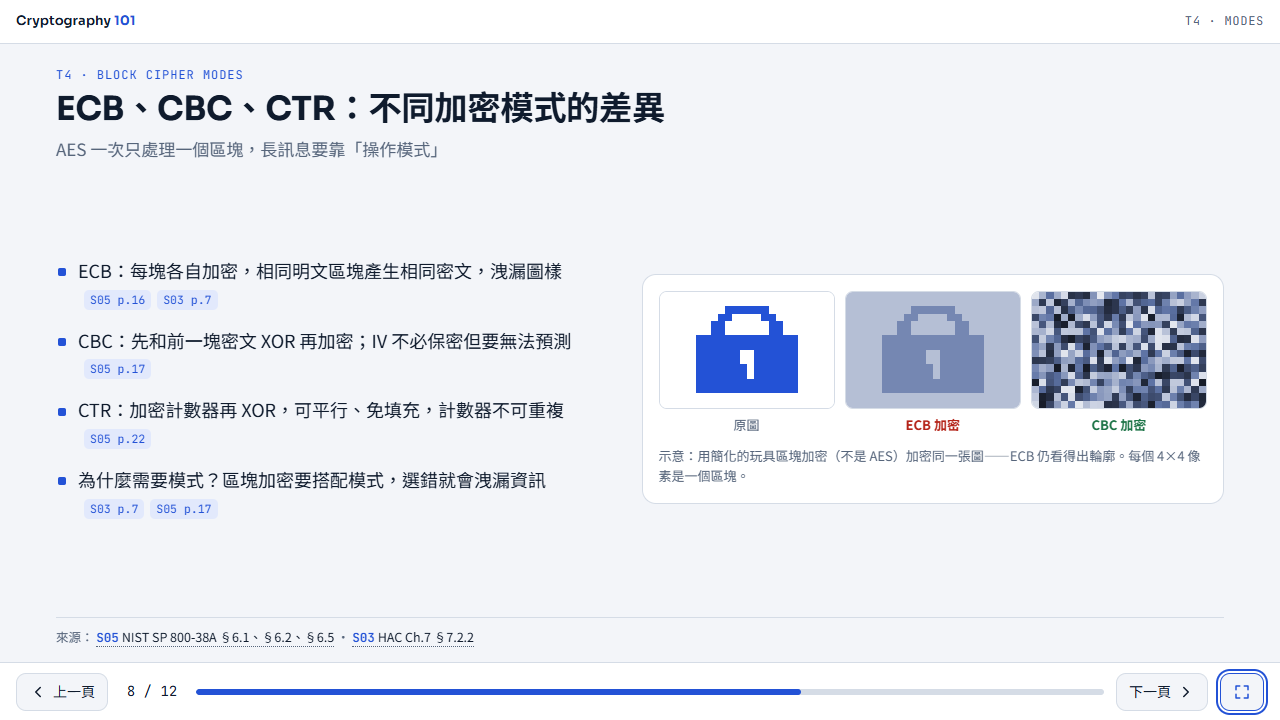 Cryptography 101
T4 · MODES
T4 · BLOCK CIPHER MODES
ECB、CBC、CTR：不同加密模式的差異
AES 一次只處理一個區塊，長訊息要靠「操作模式」
ECB：每塊各自加密，相同明文區塊產生相同密文，洩漏圖樣
S05 p.16 S03 p.7
CBC：先和前一塊密文 XOR 再加密；IV 不必保密但要無法預測
S05 p.17
CTR：加密計數器再 XOR，可平行、免填充，計數器不可重複
S05 p.22
為什麼需要模式？區塊加密要搭配模式，選錯就會洩漏資訊
S03 p.7 S05 p.17
原圖
ECB 加密
CBC 加密
示意：用簡化的玩具區塊加密（不是 AES）加密同一張圖——ECB 仍看得出輪廓。每個 4×4 像
素是一個區塊。
來源： S05 NIST SP 800-38A §6.1、§6.2、§6.5 · S03 HAC Ch.7 §7.2.2
上一頁
8 / 12
下一頁